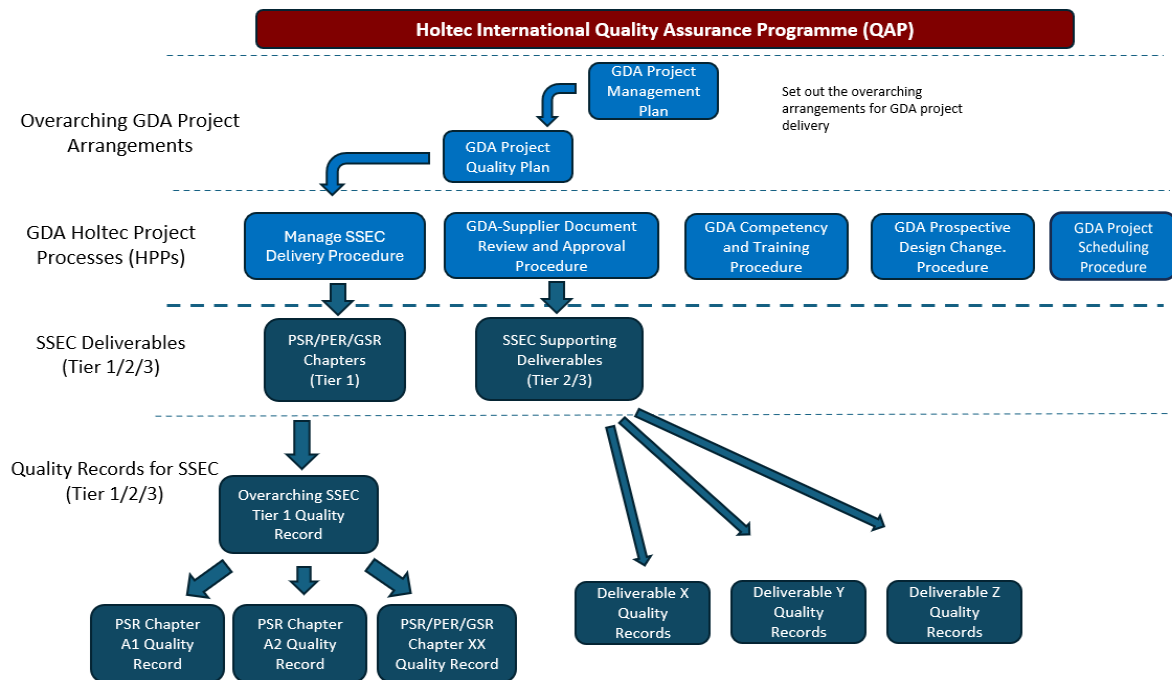 Holtec International Quality Assurance Programme (QAP)
Overarching GDA Project
Arrangements
GDA Project
Management
Plan
Set out the overarching
arrangements for GDA project
delivery
GDA Project
Quality Plan
GDA Holtec Project
Processes (HPPs)
Manage SSEC
Delivery Procedure
GDA-Supplier Document
Review and Approval
Procedure
GDA Competency
and Training
Procedure
GDA Prospective
Design Change.
Procedure
GDA Project
Scheduling
Procedure
SSEC Deliverables
(Tier 1/2/3)
PSR/PER/GSR
Chapters
(Tier 1)
SSEC Supporting
Deliverables
(Tier 2/3)
Quality Records for SSEC
(Tier 1/2/3)
Overarching SSEC
Tier 1 Quality
Record
PSR Chapter
A1 Quality
Record
PSR Chapter
A2 Quality
Record
PSR/PER/GSR
Chapter XX
Quality Record
Deliverable X
Quality
Records
Deliverable Y
Quality
Records
Deliverable Z
Quality
Records